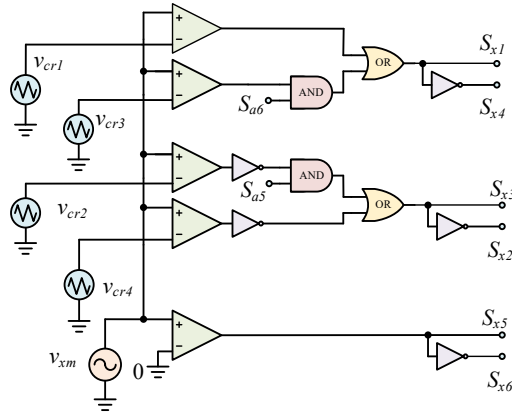 v_cr1
v_cr3
S_a6
AND
OR
S_x1
S_x4
v_cr2
S_a5
AND
OR
S_x3
S_x2
v_cr4
v_xm
0
S_x5
S_x6